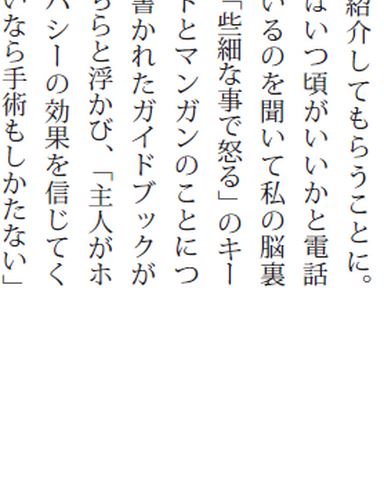 紹介してもらうことに。
はいつ頃がいいかと電話
いるのを聞いて私の脳裏
「些細な事で怒る」のキー
ドとマンガンのことにつ
書かれたガイドブックが
ちらと浮かび、「主人がホ
パシーの効果を信じてく
いなら手術もしかたない」